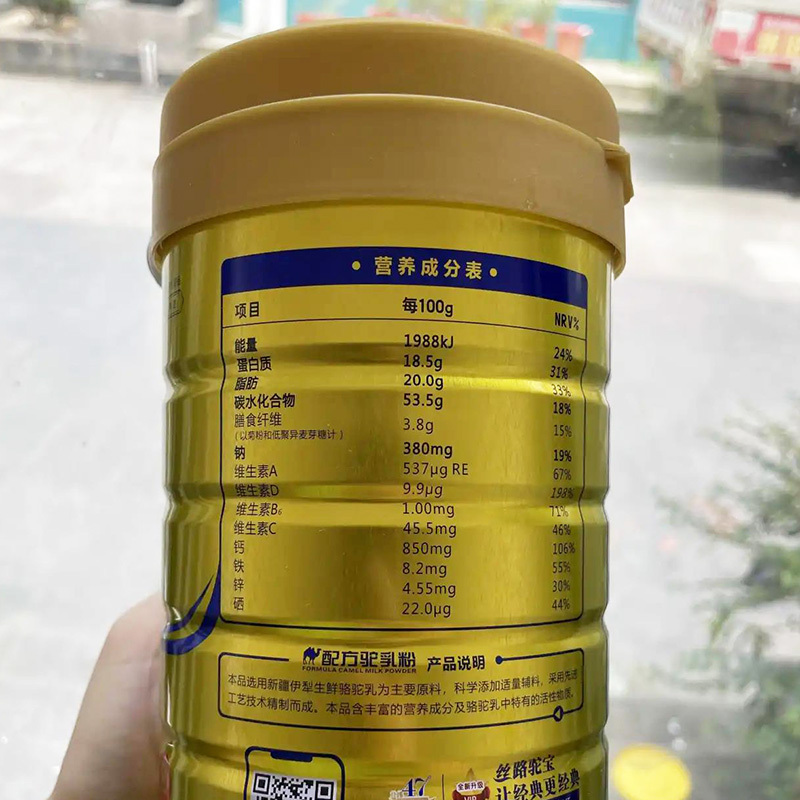 营养成分表
项目 每100g NRV%
能量 1988kJ 24%
蛋白质 18.5g 31%
脂肪 20.0g 33%
碳水化合物 53.5g 18%
膳食纤维 3.8g 15%
(以菊粉和低聚异麦芽糖计)
钠 380mg 19%
维生素A 537μg RE 67%
维生素D 9.9μg 198%
维生素B₆ 1.00mg 71%
维生素C 45.5mg 46%
钙 850mg 106%
铁 8.2mg 55%
锌 4.55mg 30%
硒 22.0μg 44%
配方驼乳粉 产品说明
FORMULA CAMEL MILK POWDER
本品选用新疆伊犁生鲜骆驼乳为主要原料，科学添加适量辅料，采用先进
工艺技术精制而成。本品含丰富的营养成分及骆驼乳中特有的活性物质。
47
全新升级
VIP
丝路驼宝
让经典更经典